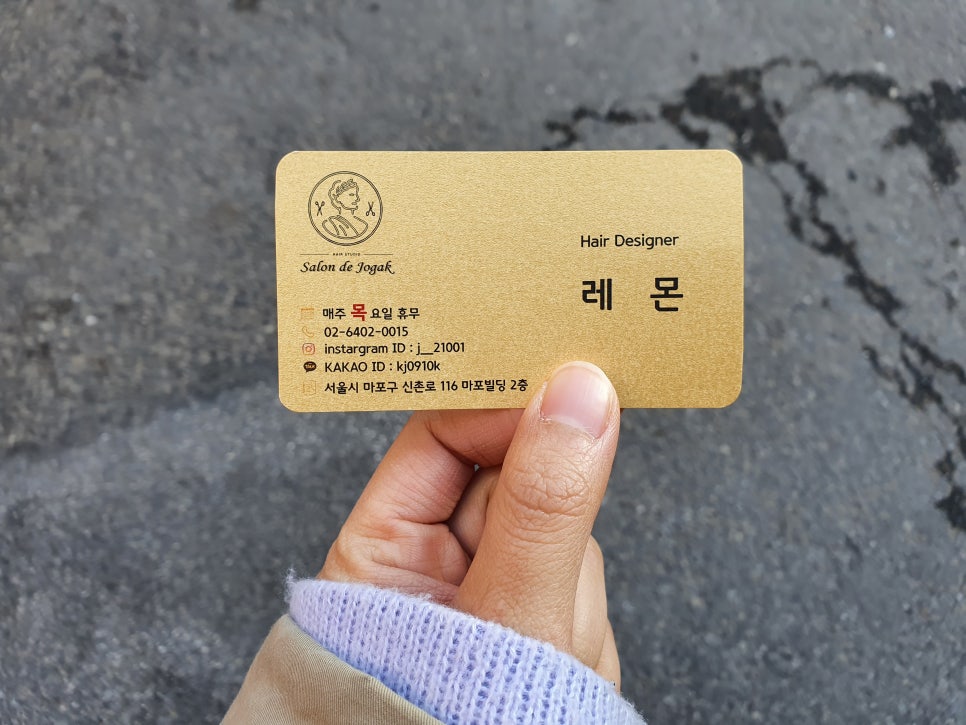 HAIR STUDIO
Salon de Jogak
매주 목요일 휴무
02-6402-0015
instargram ID : j__21001
KAKAO ID : kj0910k
서울시 마포구 신촌로 116 마포빌딩 2층
Hair Designer
레 몬